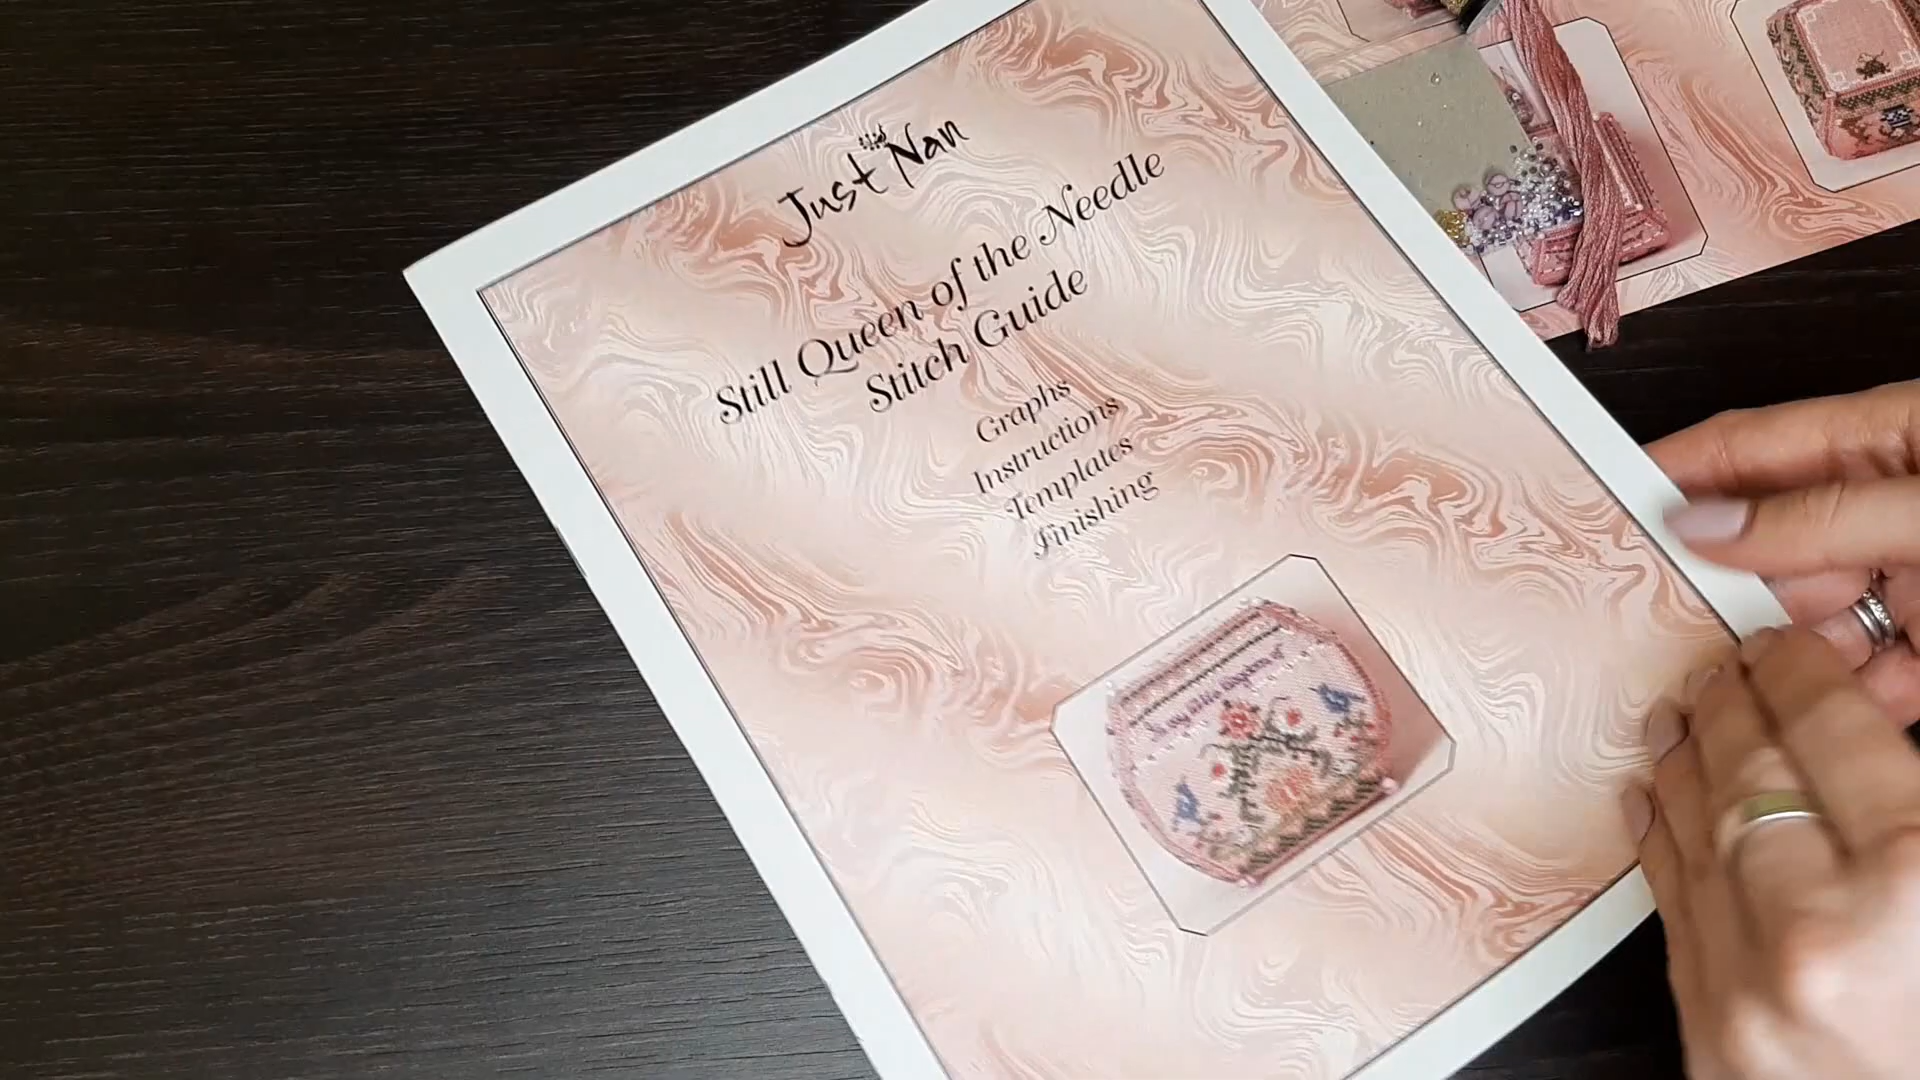 Just Nan
Still Queen of the Needle
Stitch Guide
Graphs
Instructions
Templates
Finishing